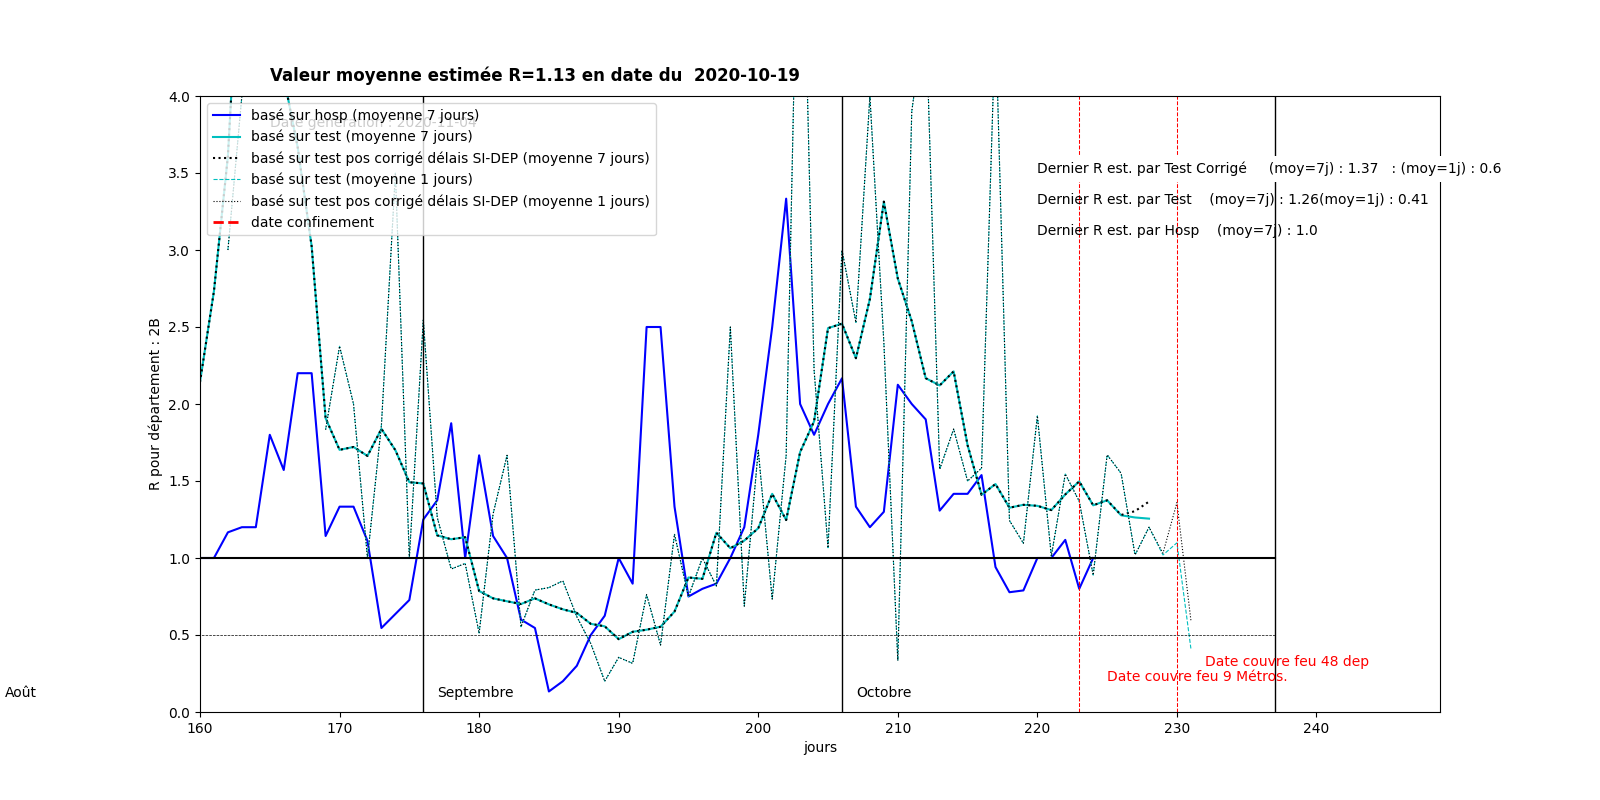 Valeur moyenne estimée R=1.13 en date du  2020-10-19
Date génération : 2020-11-04
basé sur hosp (moyenne 7 jours)
basé sur test (moyenne 7 jours)
basé sur test pos corrigé délais SI-DEP (moyenne 7 jours)
basé sur test (moyenne 1 jours)
basé sur test pos corrigé délais SI-DEP (moyenne 1 jours)
date confinement
Dernier R est. par Test Corrigé     (moy=7j) : 1.37   : (moy=1j) : 0.6
Dernier R est. par Test    (moy=7j) : 1.26(moy=1j) : 0.41
Dernier R est. par Hosp    (moy=7j) : 1.0
R pour département : 2B
4.0
3.5
3.0
2.5
2.0
1.5
1.0
0.5
0.0
Date couvre feu 48 dep
Date couvre feu 9 Métros.
Août
Septembre
Octobre
160 170 180 190 200 210 220 230 240
jours